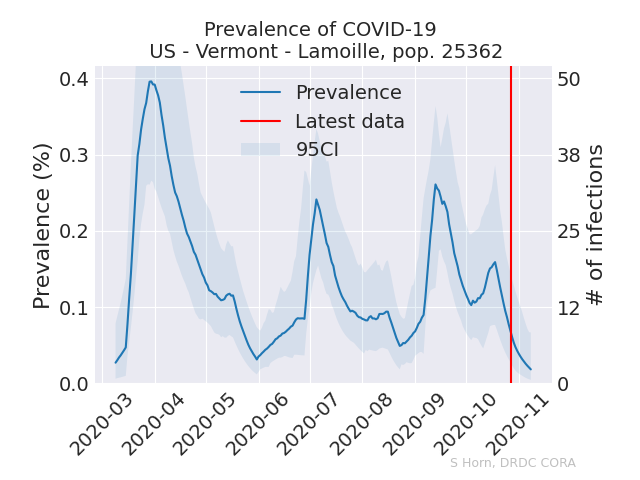 Prevalence of COVID-19
US - Vermont - Lamoille, pop. 25362
Prevalence
Latest data
95CI
Prevalence (%)
0.4
0.3
0.2
0.1
0.0
# of infections
50
38
25
12
0
2020-03
2020-04
2020-05
2020-06
2020-07
2020-08
2020-09
2020-10
2020-11
S Horn, DRDC CORA